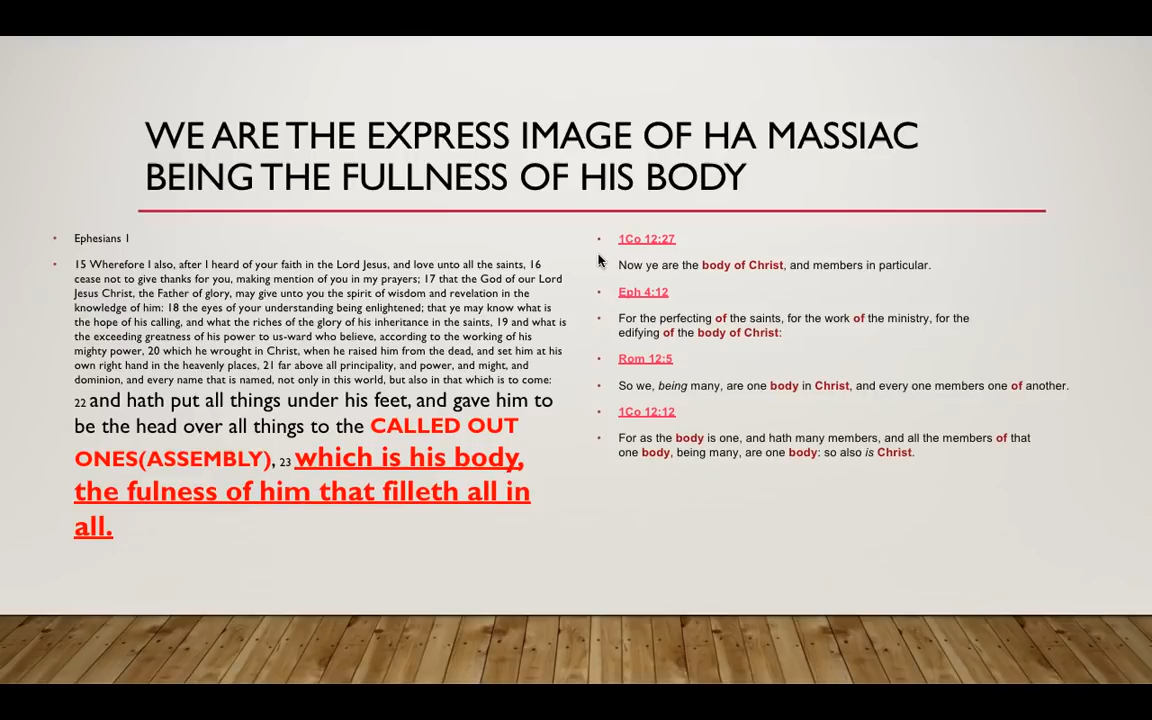 WE ARE THE EXPRESS IMAGE OF HA MASSIAC
BEING THE FULLNESS OF HIS BODY
• Ephesians 1
• 15 Wherefore I also, after I heard of your faith in the Lord Jesus, and love unto all the saints, 16
cease not to give thanks for you, making mention of you in my prayers; 17 that the God of our Lord
Jesus Christ, the Father of glory, may give unto you the spirit of wisdom and revelation in the
knowledge of him: 18 the eyes of your understanding being enlightened; that ye may know what is
the hope of his calling, and what the riches of the glory of his inheritance in the saints, 19 and what is
the exceeding greatness of his power to us-ward who believe, according to the working of his
mighty power, 20 which he wrought in Christ, when he raised him from the dead, and set him at his
own right hand in the heavenly places, 21 far above all principality, and power, and might, and
dominion, and every name that is named, not only in this world, but also in that which is to come:
22 and hath put all things under his feet, and gave him to
be the head over all things to the CALLED OUT
ONES(ASSEMBLY), 23 which is his body,
the fulness of him that filleth all in
all.
• 1Co 12:27
• Now ye are the body of Christ, and members in particular.
• Eph 4:12
• For the perfecting of the saints, for the work of the ministry, for the
edifying of the body of Christ:
• Rom 12:5
• So we, being many, are one body in Christ, and every one members one of another.
• 1Co 12:12
• For as the body is one, and hath many members, and all the members of that
one body, being many, are one body: so also is Christ.